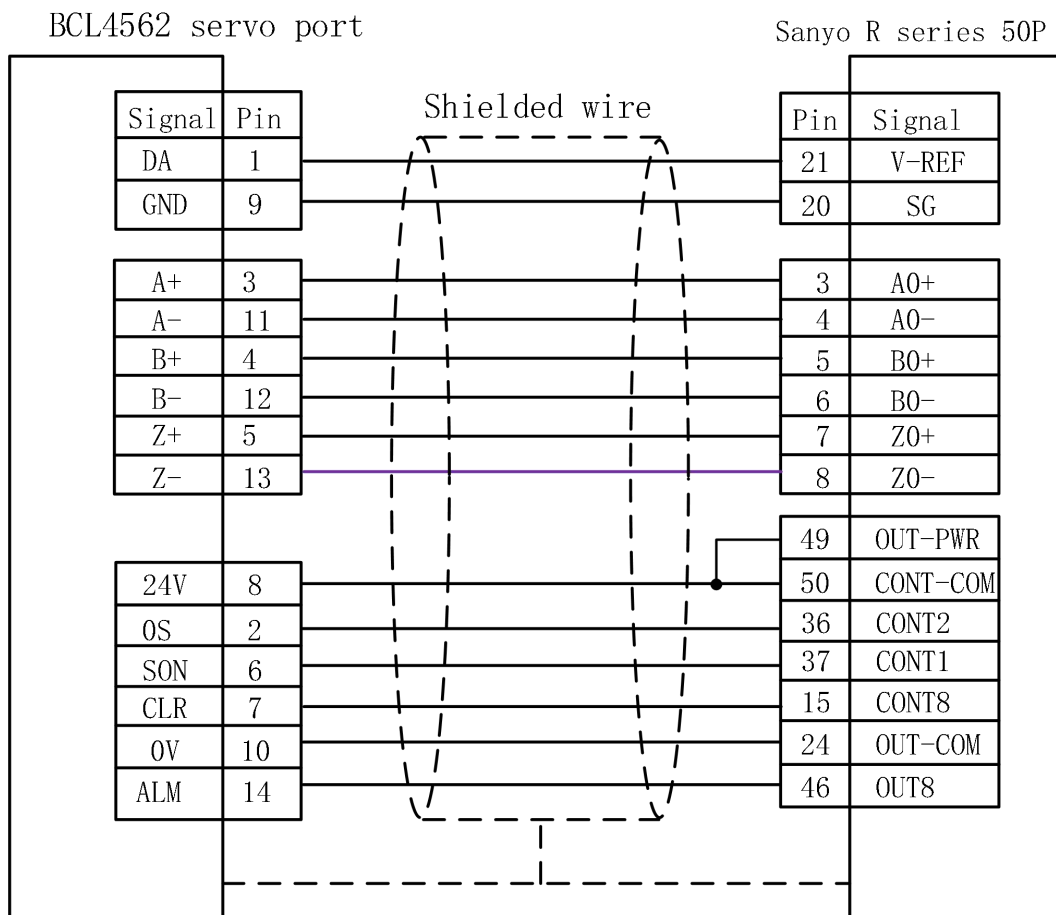 BCL4562 servo port
Sanyo R series 50P
Shielded wire
Signal Pin
DA 1
GND 9
Pin Signal
21 V-REF
20 SG
A+ 3
A- 11
B+ 4
B- 12
Z+ 5
Z- 13
3 A0+
4 A0-
5 B0+
6 B0-
7 Z0+
8 Z0-
24V 8
OS 2
SON 6
CLR 7
0V 10
ALM 14
49 OUT-PWR
50 CONT-COM
36 CONT2
37 CONT1
15 CONT8
24 OUT-COM
46 OUT8